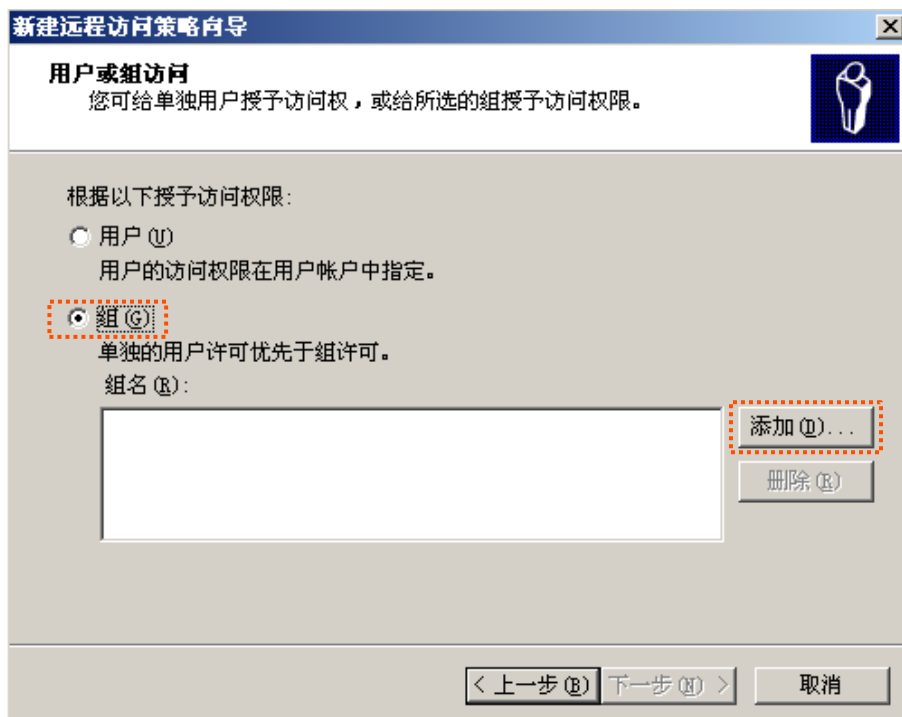 新建远程访问策略向导
用户或组访问
您可给单独用户授予访问权，或给所选的组授予访问权限。
根据以下授予访问权限:
用户(U)
用户的访问权限在用户帐户中指定。
组(G)
单独的用户许可优先于组许可。
组名(R):
添加(D)...
删除(R)
< 上一步(B)
下一步(N) >
取消